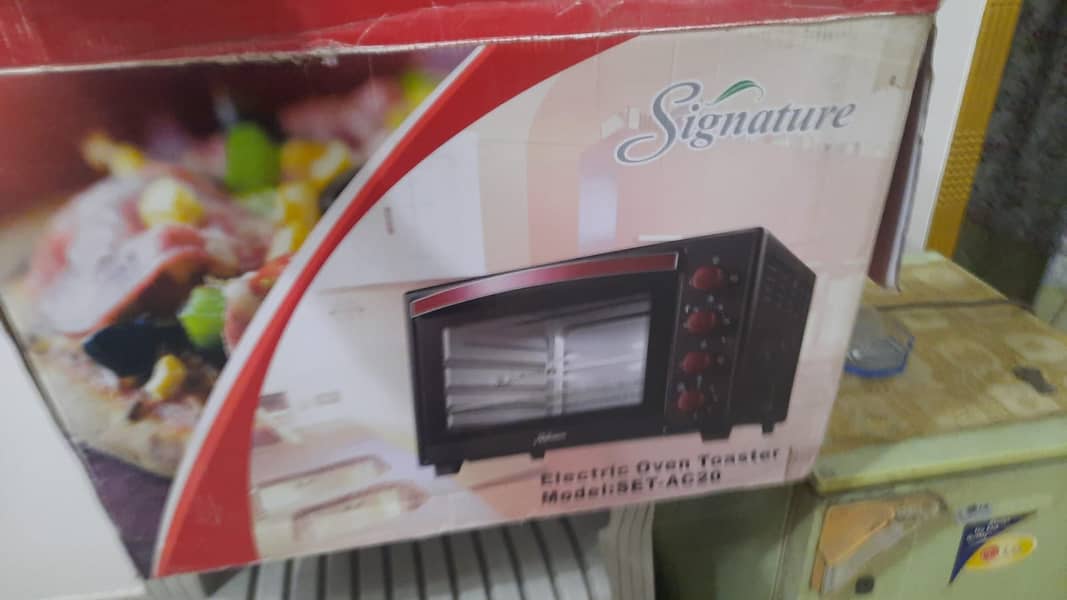 Signature
Electric Oven Toaster
Model:SET-AC20